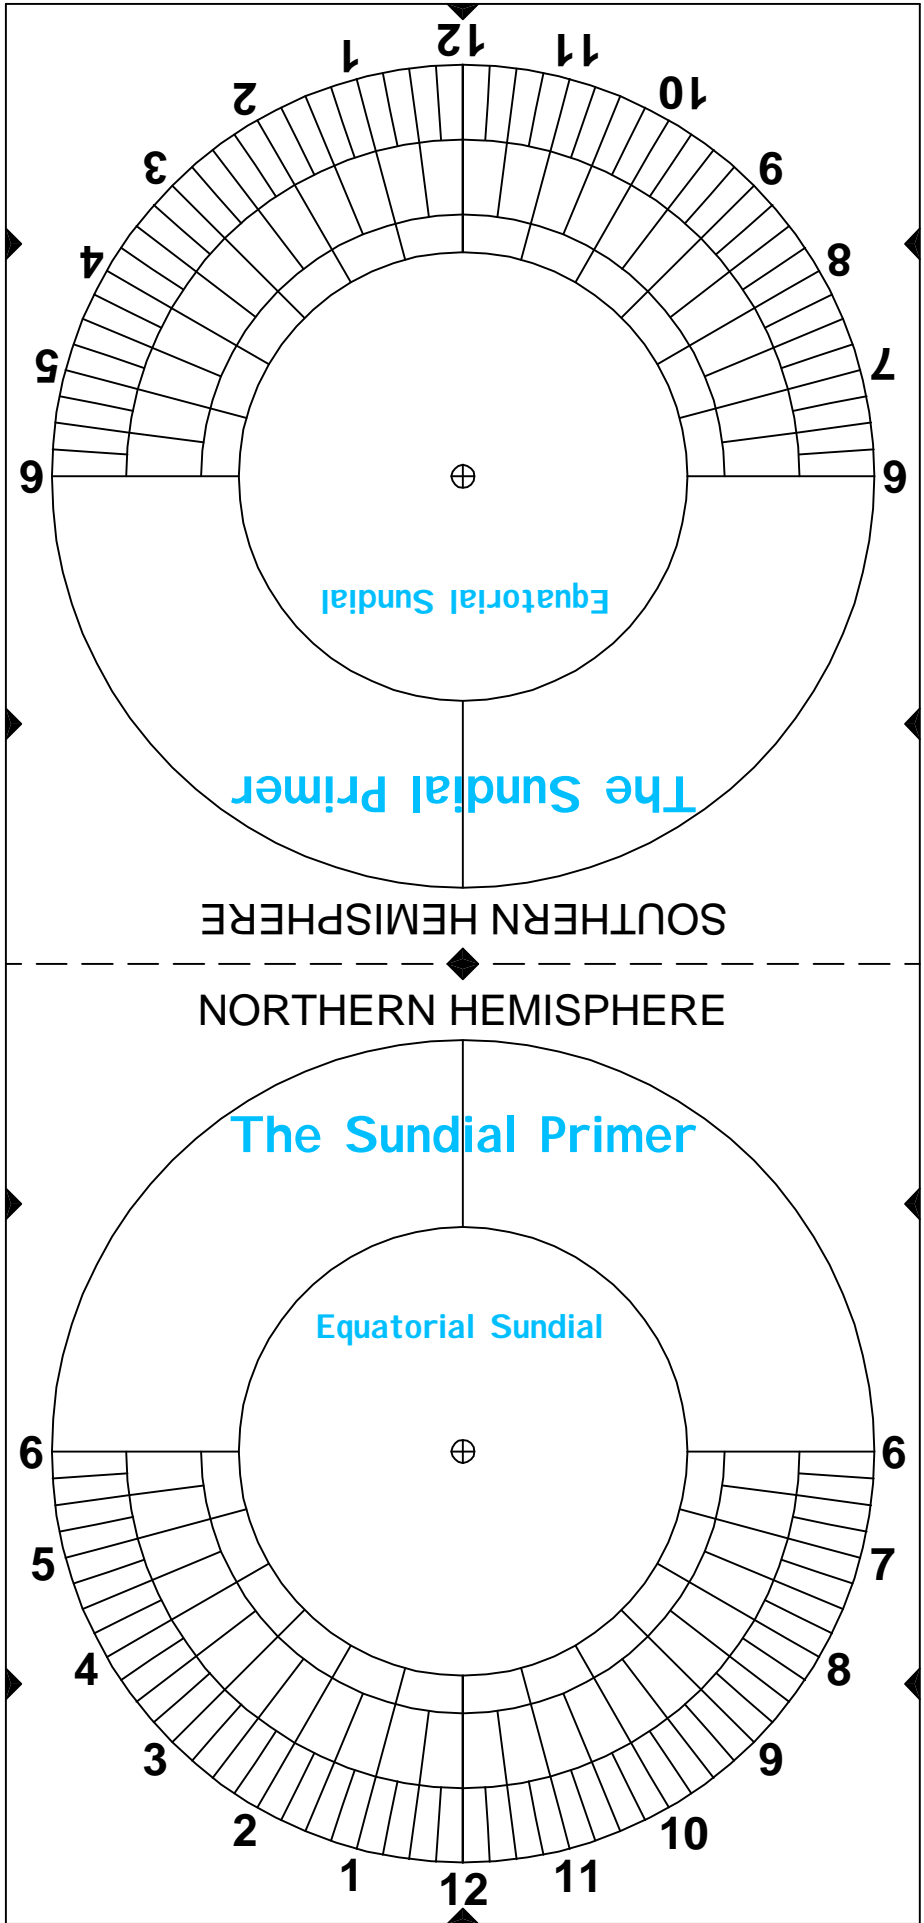 12
1 11
2 10
3 9
4 8
5 7
6 6
Equatorial Sundial
The Sundial Primer
SOUTHERN HEMISPHERE
NORTHERN HEMISPHERE
The Sundial Primer
Equatorial Sundial
6 6
5 7
4 8
3 9
2 10
1 11
12